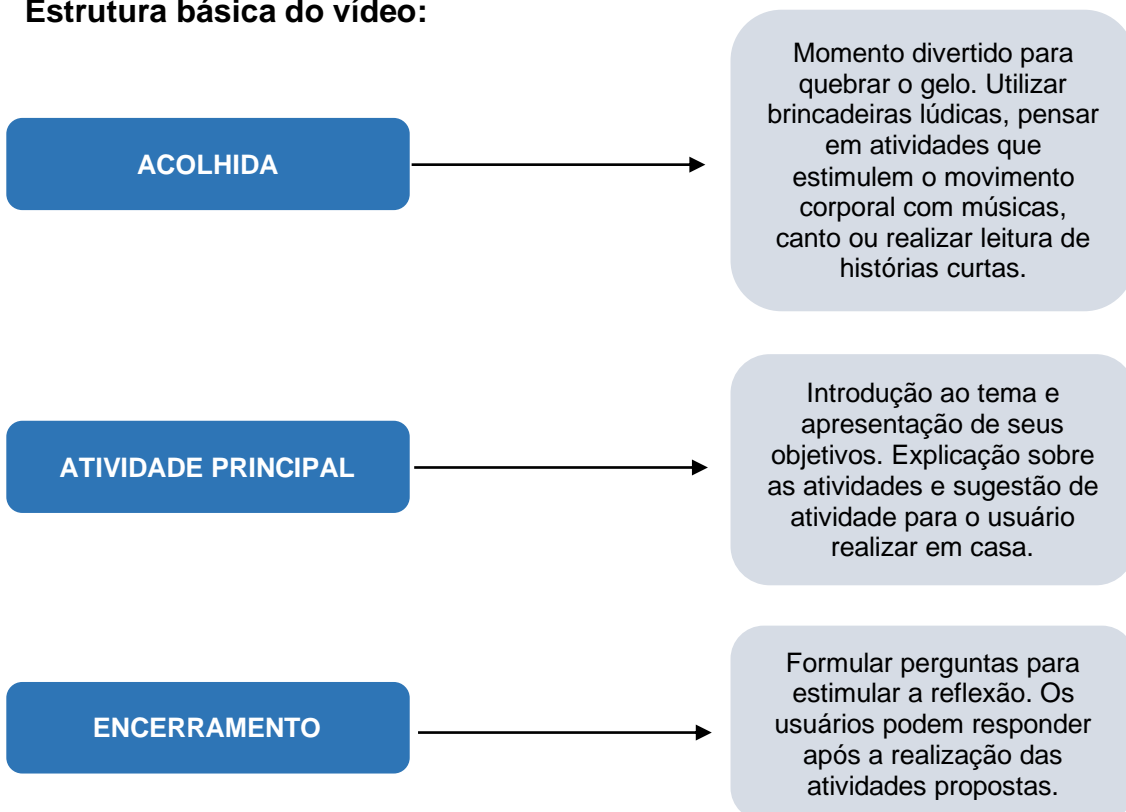 Estrutura básica do vídeo:
ACOLHIDA
Momento divertido para
quebrar o gelo. Utilizar
brincadeiras lúdicas, pensar
em atividades que
estimulem o movimento
corporal com músicas,
canto ou realizar leitura de
histórias curtas.
ATIVIDADE PRINCIPAL
Introdução ao tema e
apresentação de seus
objetivos. Explicação sobre
as atividades e sugestão de
atividade para o usuário
realizar em casa.
ENCERRAMENTO
Formular perguntas para
estimular a reflexão. Os
usuários podem responder
após a realização das
atividades propostas.